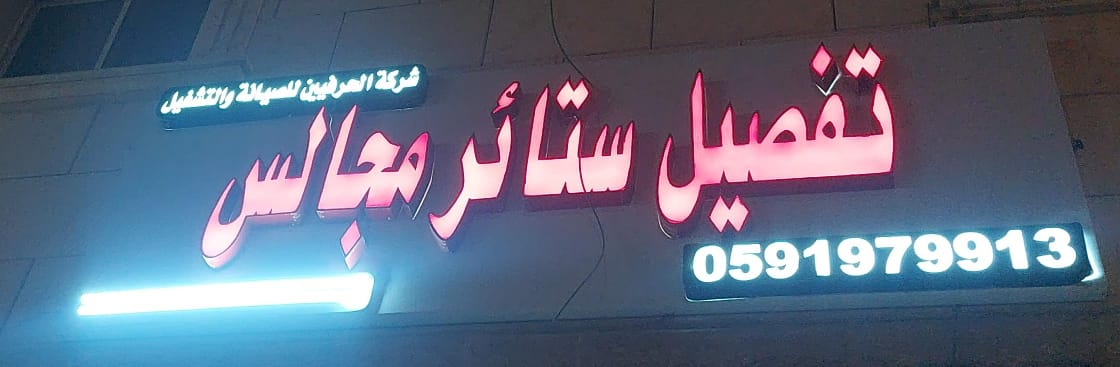 شركة الحرفيين للصيانة والتشغيل
تفصيل ستائر مجالس
0591979913